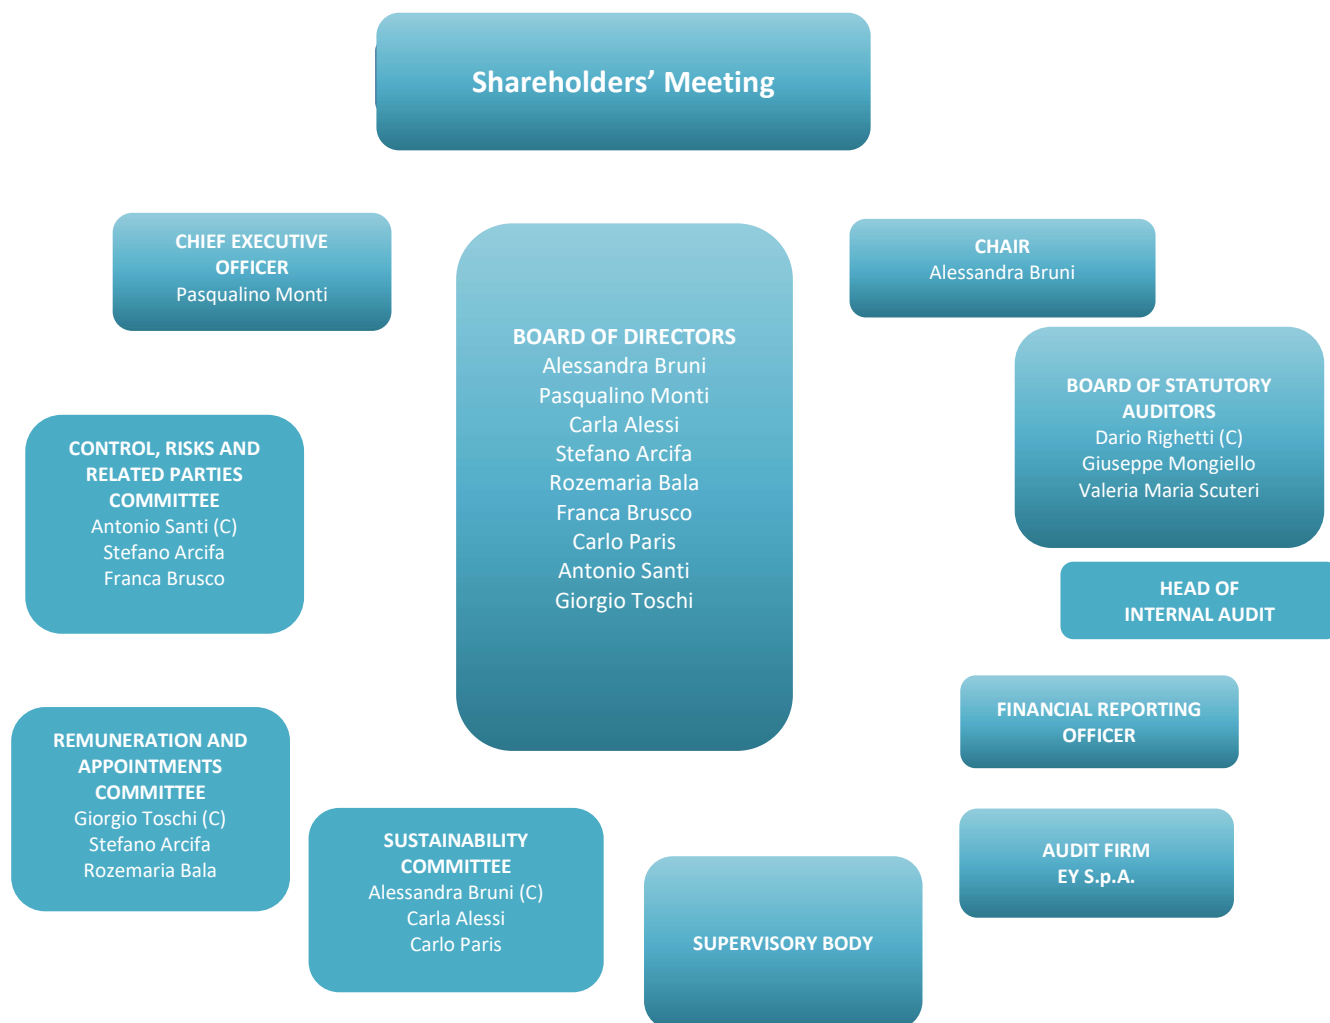 Shareholders’ Meeting
CHIEF EXECUTIVE
OFFICER
Pasqualino Monti
CHAIR
Alessandra Bruni
BOARD OF DIRECTORS
Alessandra Bruni
Pasqualino Monti
Carla Alessi
Stefano Arcifa
Rozemaria Bala
Franca Brusco
Carlo Paris
Antonio Santi
Giorgio Toschi
BOARD OF STATUTORY
AUDITORS
Dario Righetti (C)
Giuseppe Mongiello
Valeria Maria Scuteri
CONTROL, RISKS AND
RELATED PARTIES
COMMITTEE
Antonio Santi (C)
Stefano Arcifa
Franca Brusco
HEAD OF
INTERNAL AUDIT
FINANCIAL REPORTING
OFFICER
REMUNERATION AND
APPOINTMENTS
COMMITTEE
Giorgio Toschi (C)
Stefano Arcifa
Rozemaria Bala
SUSTAINABILITY
COMMITTEE
Alessandra Bruni (C)
Carla Alessi
Carlo Paris
AUDIT FIRM
EY S.p.A.
SUPERVISORY BODY